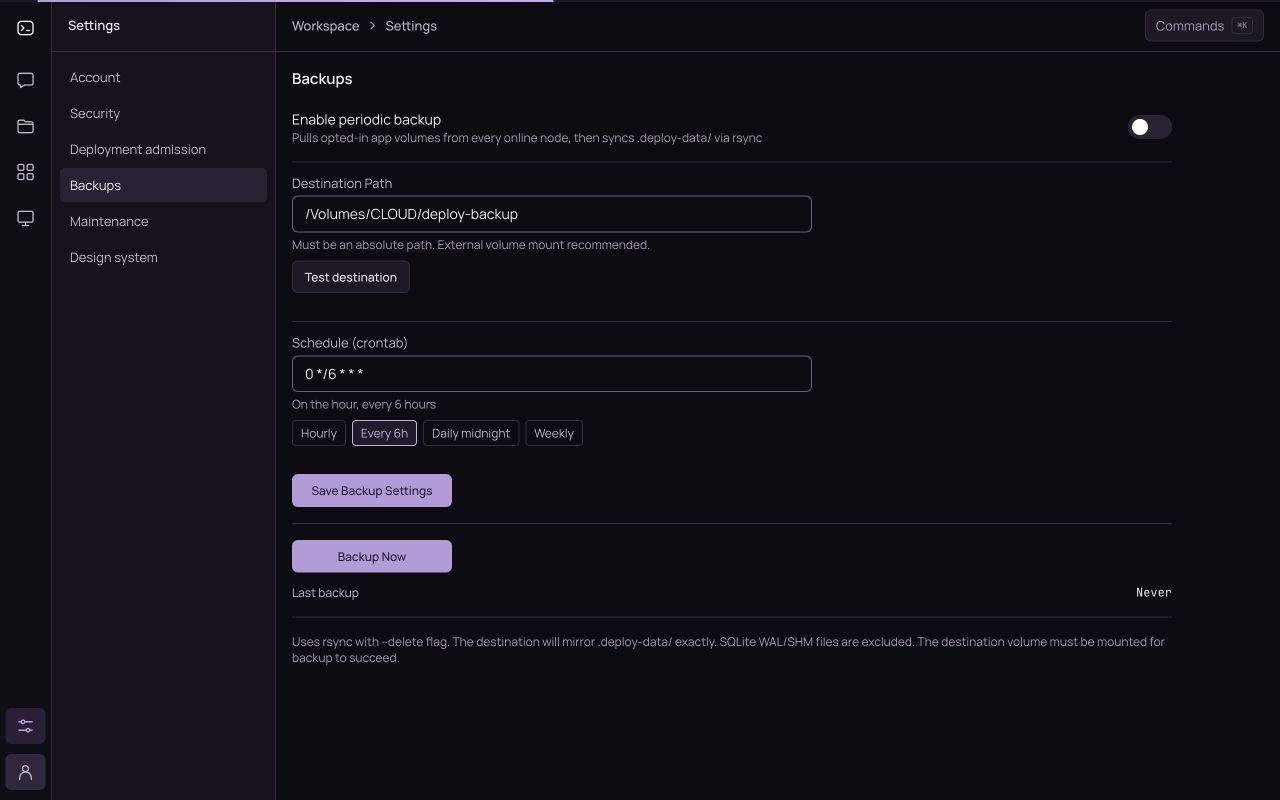 Settings
Workspace > Settings
Commands ⌘K
Account
Security
Deployment admission
Backups
Maintenance
Design system
Backups
Enable periodic backup
Pulls opted-in app volumes from every online node, then syncs .deploy-data/ via rsync
Destination Path
/Volumes/CLOUD/deploy-backup
Must be an absolute path. External volume mount recommended.
Test destination
Schedule (crontab)
0 */6 * * *
On the hour, every 6 hours
Hourly Every 6h Daily midnight Weekly
Save Backup Settings
Backup Now
Last backup Never
Uses rsync with –delete flag. The destination will mirror .deploy-data/ exactly. SQLite WAL/SHM files are excluded. The destination volume must be mounted for
backup to succeed.